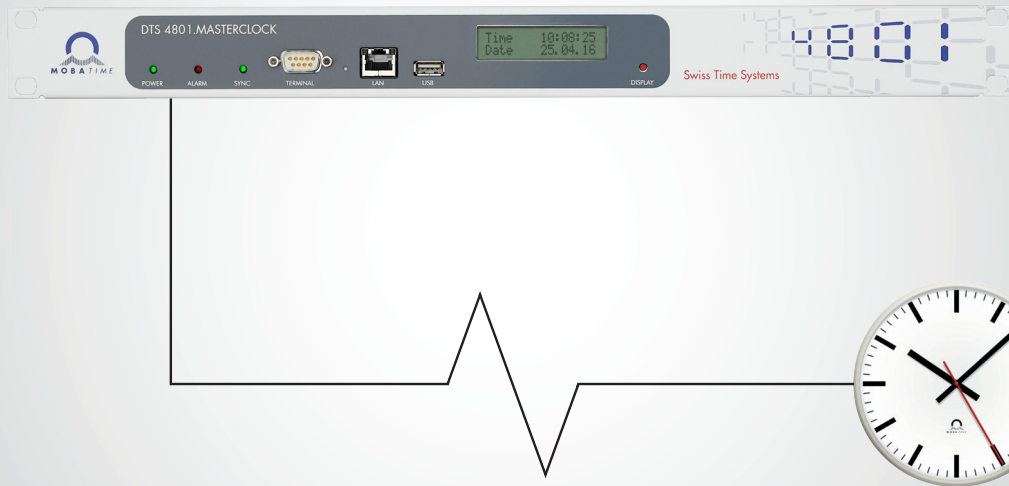 DTS 4801.MASTERCLOCK
MOBATIME
POWER
ALARM
SYNC
TERMINAL
LAN
USB
Time 10:08:25
Date 25.04.16
DISPLAY
Swiss Time Systems
4801
MOBATIME